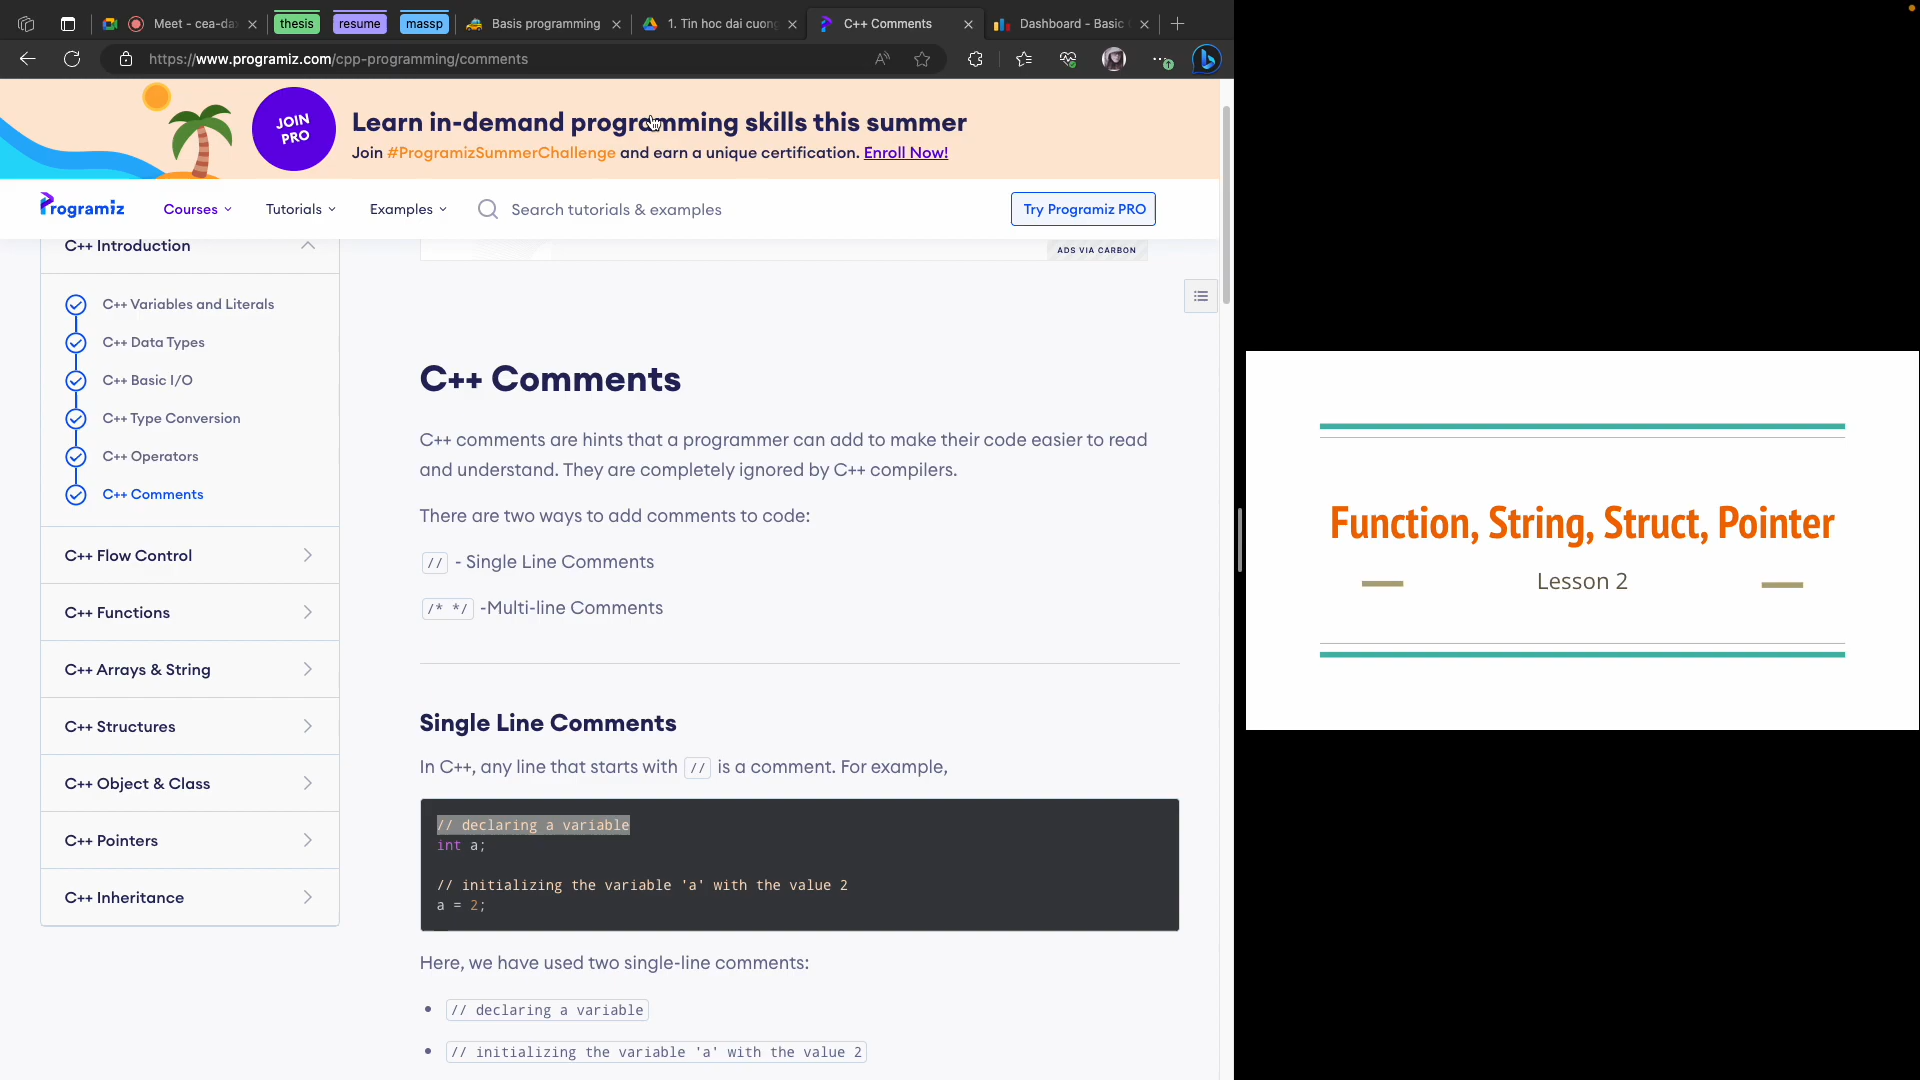 Meet - cea-da
thesis
resume
massp
Basis programming
1. Tin hoc dai cuong
C++ Comments
Dashboard - Basic
https://www.programiz.com/cpp-programming/comments
JOIN PRO
Learn in-demand programming skills this summer
Join #ProgramizSummerChallenge and earn a unique certification. Enroll Now!
Programiz
Courses
Tutorials
Examples
Search tutorials & examples
Try Programiz PRO
C++ Introduction
ADS VIA CARBON
C++ Variables and Literals
C++ Data Types
C++ Basic I/O
C++ Type Conversion
C++ Operators
C++ Comments
C++ Flow Control
C++ Functions
C++ Arrays & String
C++ Structures
C++ Object & Class
C++ Pointers
C++ Inheritance
C++ Comments
C++ comments are hints that a programmer can add to make their code easier to read
and understand. They are completely ignored by C++ compilers.
There are two ways to add comments to code:
// - Single Line Comments
/* */ -Multi-line Comments
Single Line Comments
In C++, any line that starts with // is a comment. For example,
// declaring a variable
int a;
// initializing the variable 'a' with the value 2
a = 2;
Here, we have used two single-line comments:
• // declaring a variable
• // initializing the variable 'a' with the value 2
Function, String, Struct, Pointer
Lesson 2